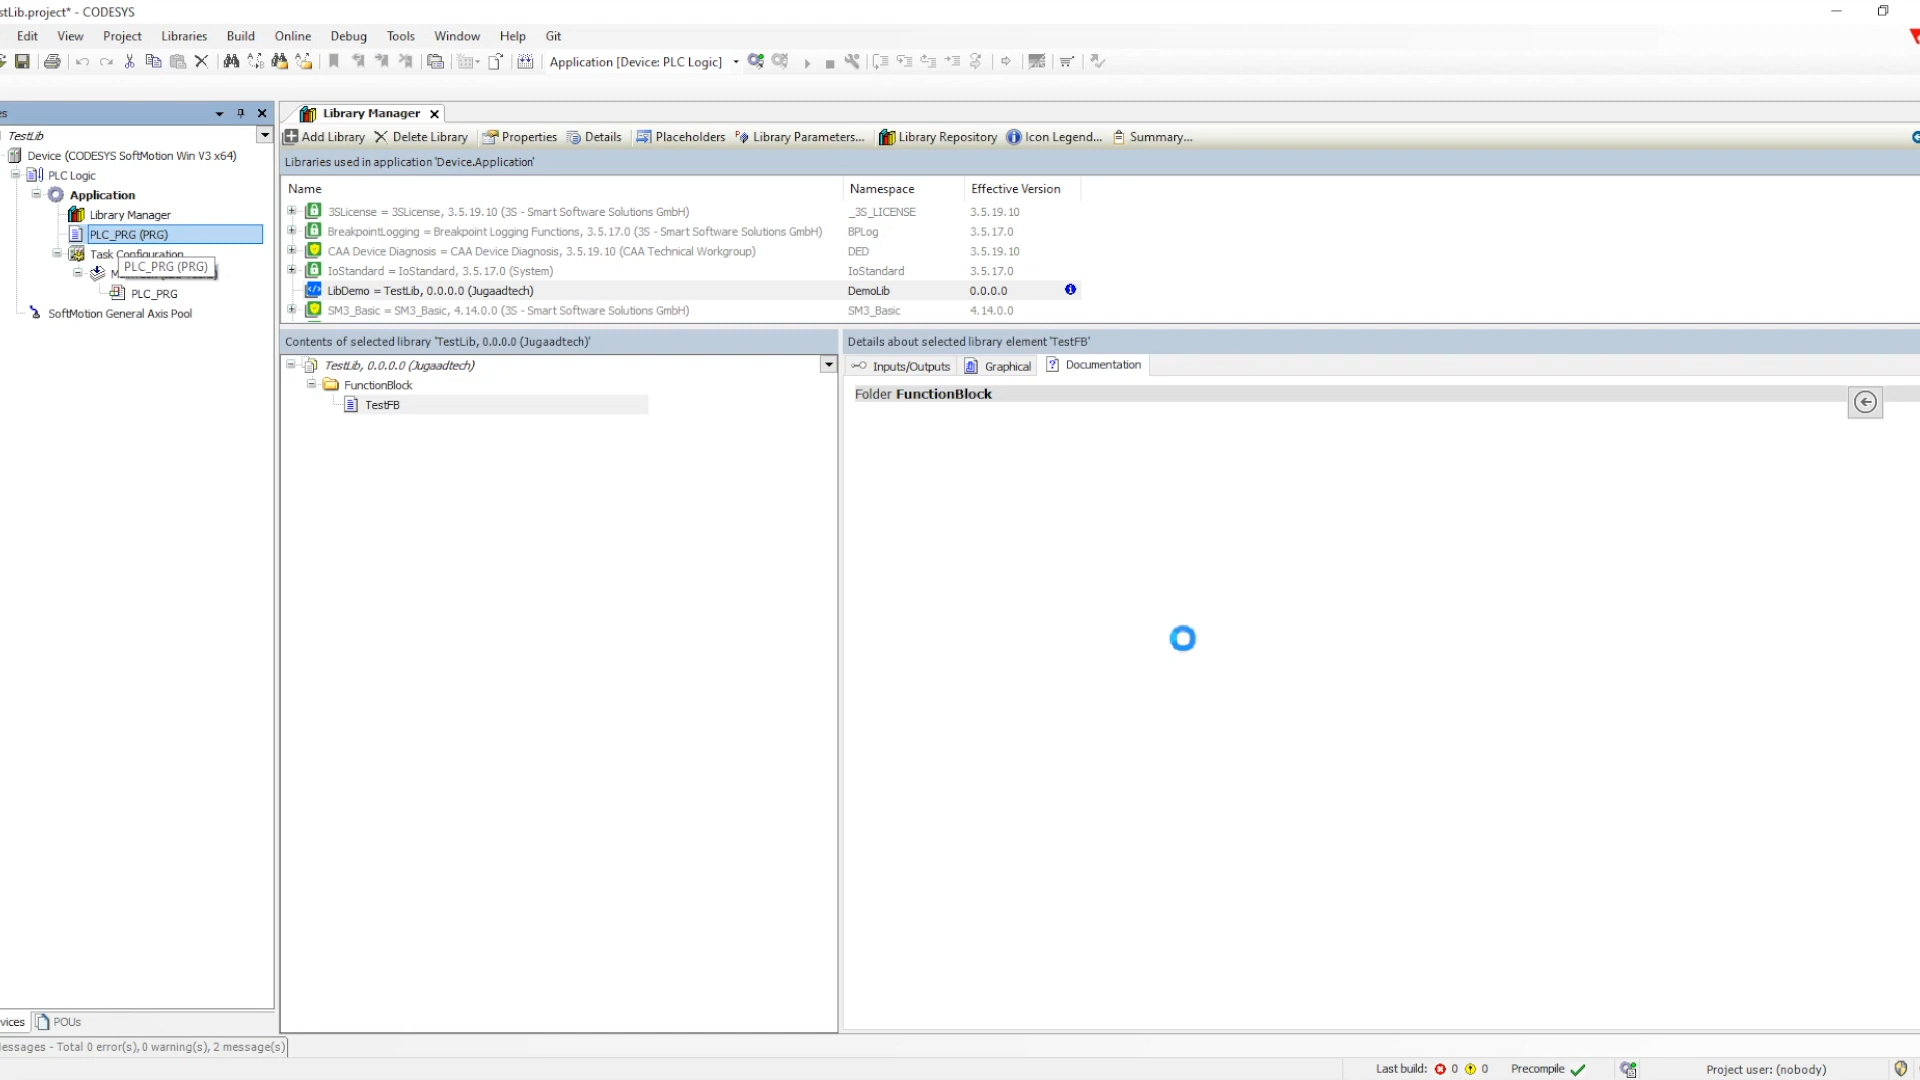 stLib.project* - CODESYS
Edit View Project Libraries Build Online Debug Tools Window Help Git
Application [Device: PLC Logic]
es
Library Manager
TestLib
Add Library Delete Library Properties Details Placeholders Library Parameters... Library Repository Icon Legend... Summary...
Device (CODESYS SoftMotion Win V3 x64)
Libraries used in application 'Device.Application'
PLC Logic
Application
Library Manager
PLC_PRG (PRG)
Task Configuration
PLC_PRG (PRG)
PLC_PRG
SoftMotion General Axis Pool
Name Namespace Effective Version
3SLicense = 3SLicense, 3.5.19.10 (3S - Smart Software Solutions GmbH) _3S_LICENSE 3.5.19.10
BreakpointLogging = Breakpoint Logging Functions, 3.5.17.0 (3S - Smart Software Solutions GmbH) BPLog 3.5.17.0
CAA Device Diagnosis = CAA Device Diagnosis, 3.5.19.10 (CAA Technical Workgroup) DED 3.5.19.10
IoStandard = IoStandard, 3.5.17.0 (System) IoStandard 3.5.17.0
LibDemo = TestLib, 0.0.0.0 (Jugaadtech) DemoLib 0.0.0.0
SM3_Basic = SM3_Basic, 4.14.0.0 (3S - Smart Software Solutions GmbH) SM3_Basic 4.14.0.0
Contents of selected library 'TestLib, 0.0.0.0 (Jugaadtech)'
TestLib, 0.0.0.0 (Jugaadtech)
FunctionBlock
TestFB
Details about selected library element 'TestFB'
Inputs/Outputs Graphical Documentation
Folder FunctionBlock
vices POUs
essages - Total 0 error(s), 0 warning(s), 2 message(s)
Last build: 0 0 Precompile Project user: (nobody)